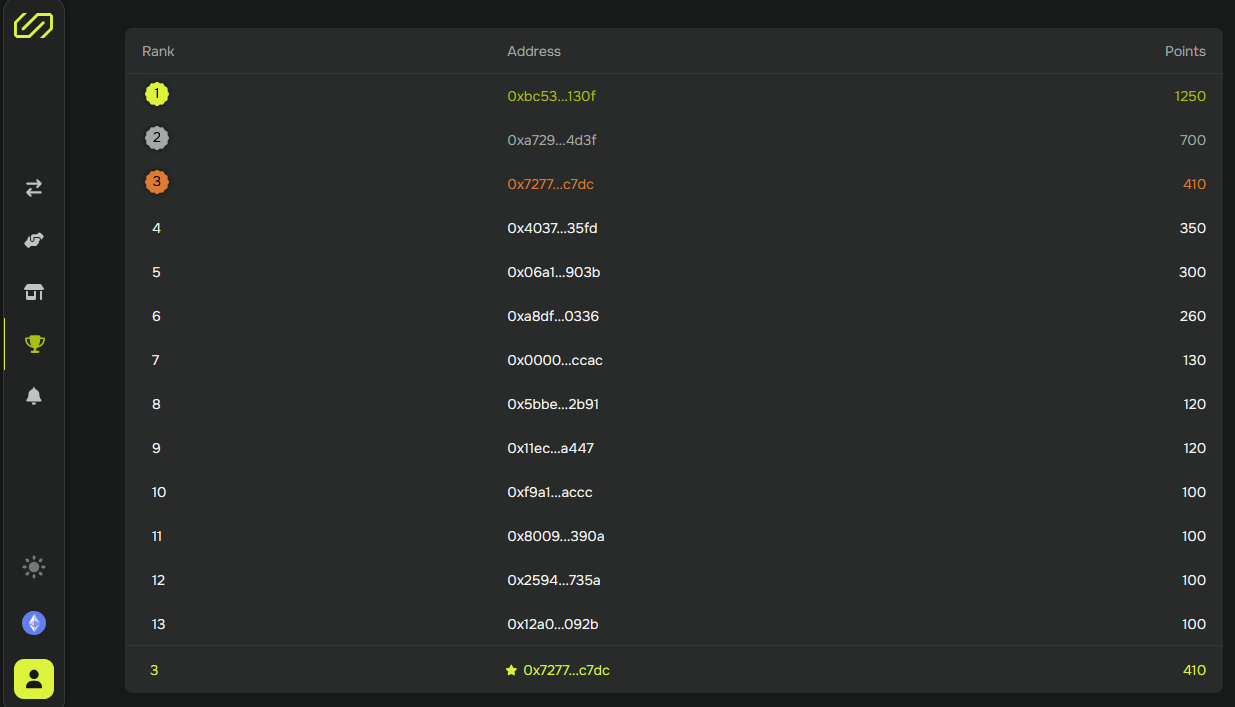 Rank Address Points
1 0xbc53...130f 1250
2 0xa729...4d3f 700
3 0x7277...c7dc 410
4 0x4037...35fd 350
5 0x06a1...903b 300
6 0xa8df...0336 260
7 0x0000...ccac 130
8 0x5bbe...2b91 120
9 0x11ec...a447 120
10 0xf9a1...accc 100
11 0x8009...390a 100
12 0x2594...735a 100
13 0x12a0...092b 100
3 0x7277...c7dc 410